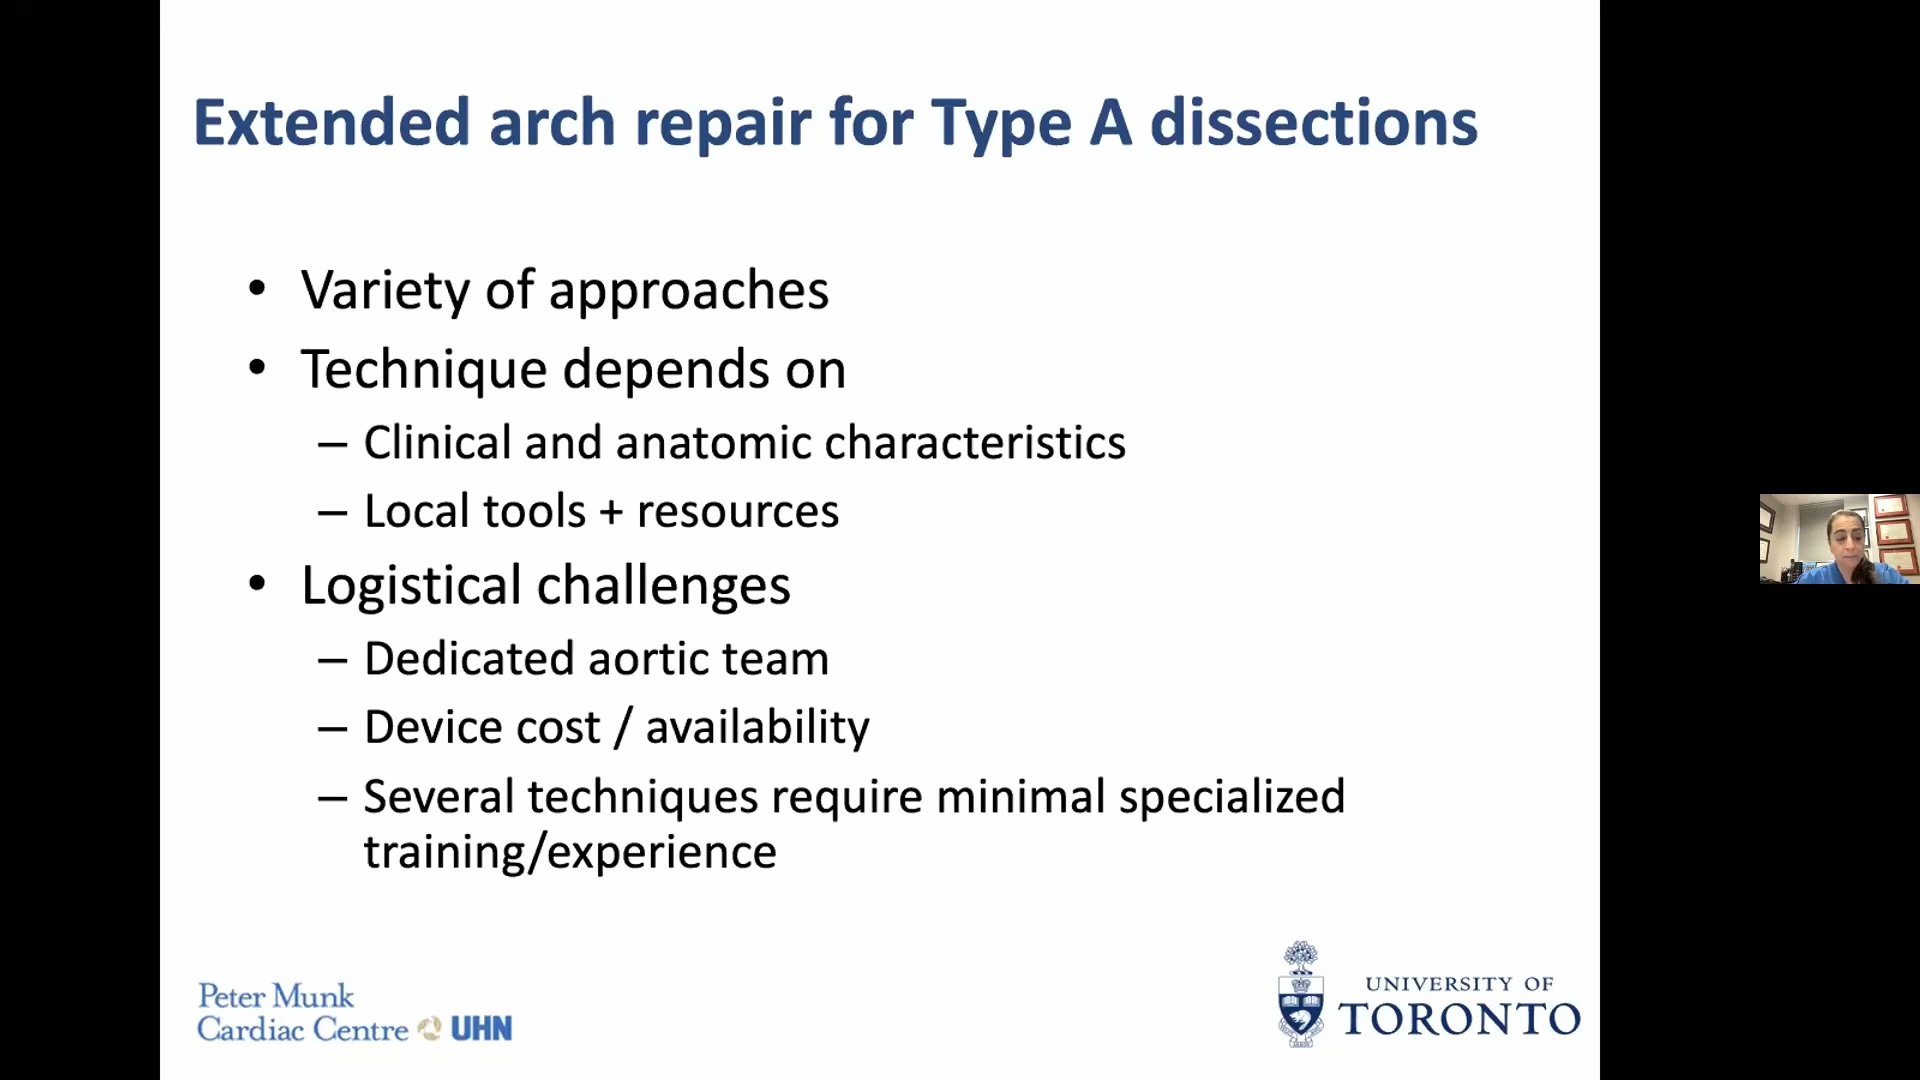 Extended arch repair for Type A dissections
• Variety of approaches
• Technique depends on
– Clinical and anatomic characteristics
– Local tools + resources
• Logistical challenges
– Dedicated aortic team
– Device cost / availability
– Several techniques require minimal specialized
training/experience
Peter Munk
Cardiac Centre UHN
UNIVERSITY OF
TORONTO